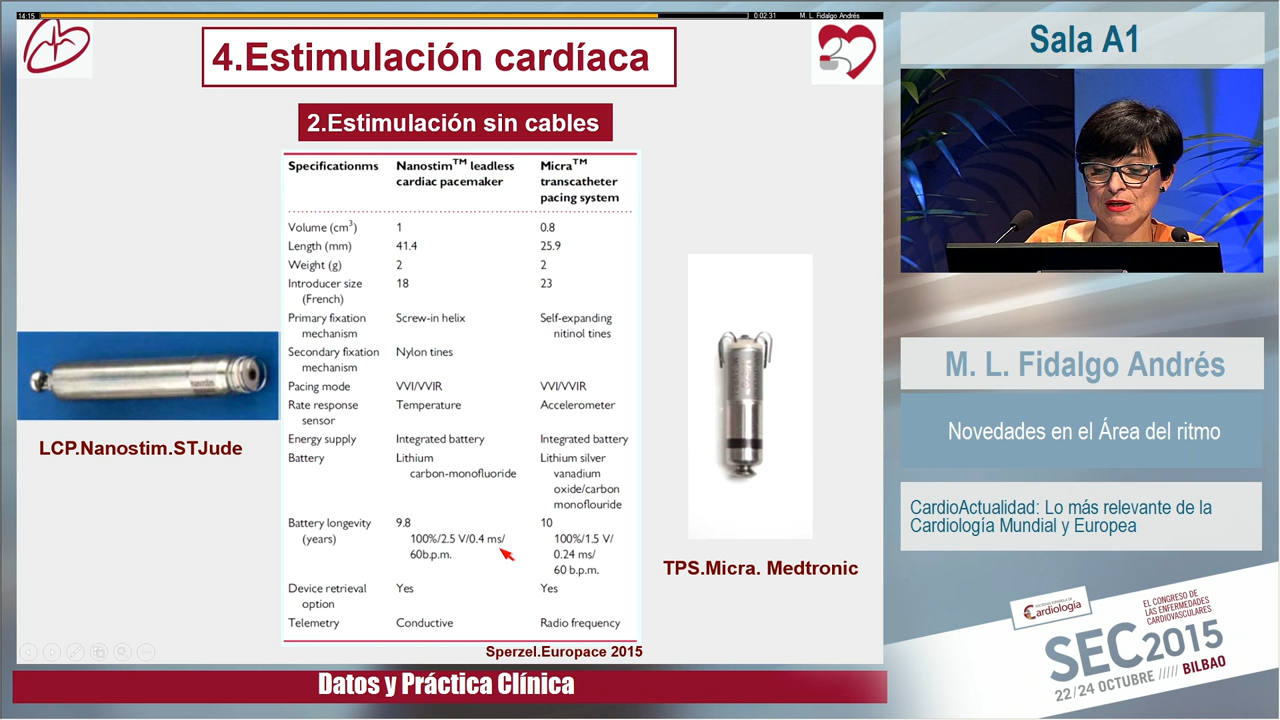 14:15
0:02:31
M. L. Fidalgo Andrés
4.Estimulación cardíaca
2.Estimulación sin cables
Specificationms
Nanostim™ leadless
cardiac pacemaker
Micra™
transcatheter
pacing system
Volume (cm³) 1 0.8
Length (mm) 41.4 25.9
Weight (g) 2 2
Introducer size
(French)
18 23
Primary fixation
mechanism
Screw-in helix
Self-expanding
nitinol tines
Secondary fixation
mechanism
Nylon tines
Pacing mode VVI/VVIR VVI/VVIR
Rate response
sensor
Temperature Accelerometer
Energy supply Integrated battery Integrated battery
Battery
Lithium
carbon-monofluoride
Lithium silver
vanadium
oxide/carbon
monoflouride
Battery longevity
(years)
9.8
100%/2.5 V/0.4 ms/
60b.p.m.
10
100%/1.5 V/
0.24 ms/
60 b.p.m.
Device retrieval
option
Yes Yes
Telemetry Conductive Radio frequency
LCP.Nanostim.STJude
TPS.Micra. Medtronic
Sperzel.Europace 2015
Datos y Práctica Clínica
Sala A1
M. L. Fidalgo Andrés
Novedades en el Área del ritmo
CardioActualidad: Lo más relevante de la
Cardiología Mundial y Europea
SOCIEDAD ESPAÑOLA DE
Cardiología
EL CONGRESO
DE LAS ENFERMEDADES
CARDIOVASCULARES
SEC2015
22/24 OCTUBRE ///// BILBAO